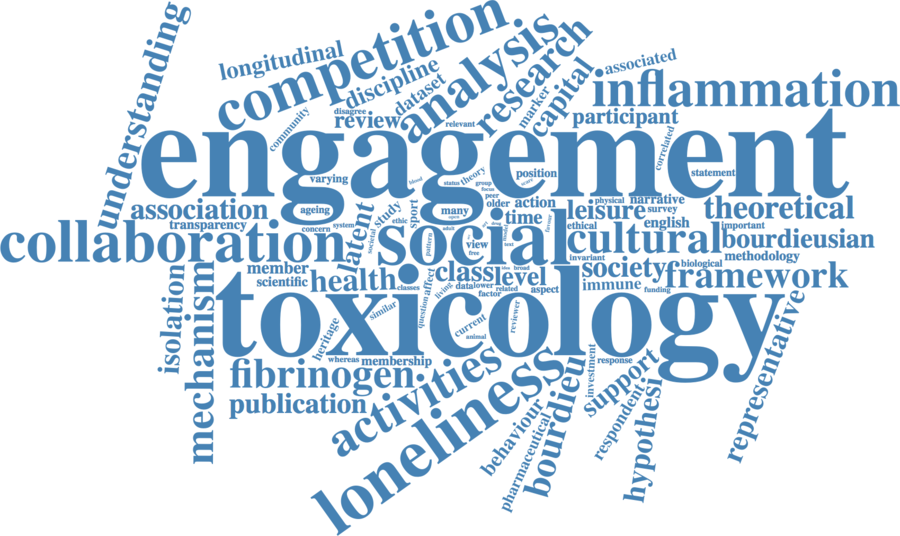 understanding
longitudinal
competition
discipline
disagree
dataset
analysis
research
community
review
relevant
marker
capital
associated
inflammation
participant
engagement
correlated
statement
varying
blood
status
theory
group
focus
peer
position
scary
association
ageing
transparency
concern
system
ethic
study
sport
older
action
many
open
adult
time
physical
narrative
leisure
survey
ethical
english
theoretical
important
collaboration
latent
societal
social
pattern
view
free
text
favour
cultural
bourdieusian
methodology
invariant
biological
member
scientific
health
classes
affect
class
level
broad
society
immune
funding
framework
isolation
mechanism
toxicology
similar
question
living
data
lower
related
factor
aspect
current
animal
reviewer
heritage
whereas
membership
fibrinogen
publication
activities
loneliness
behaviour
pharmaceutical
bourdieu
investment
response
support
respondent
hypothesi
representative